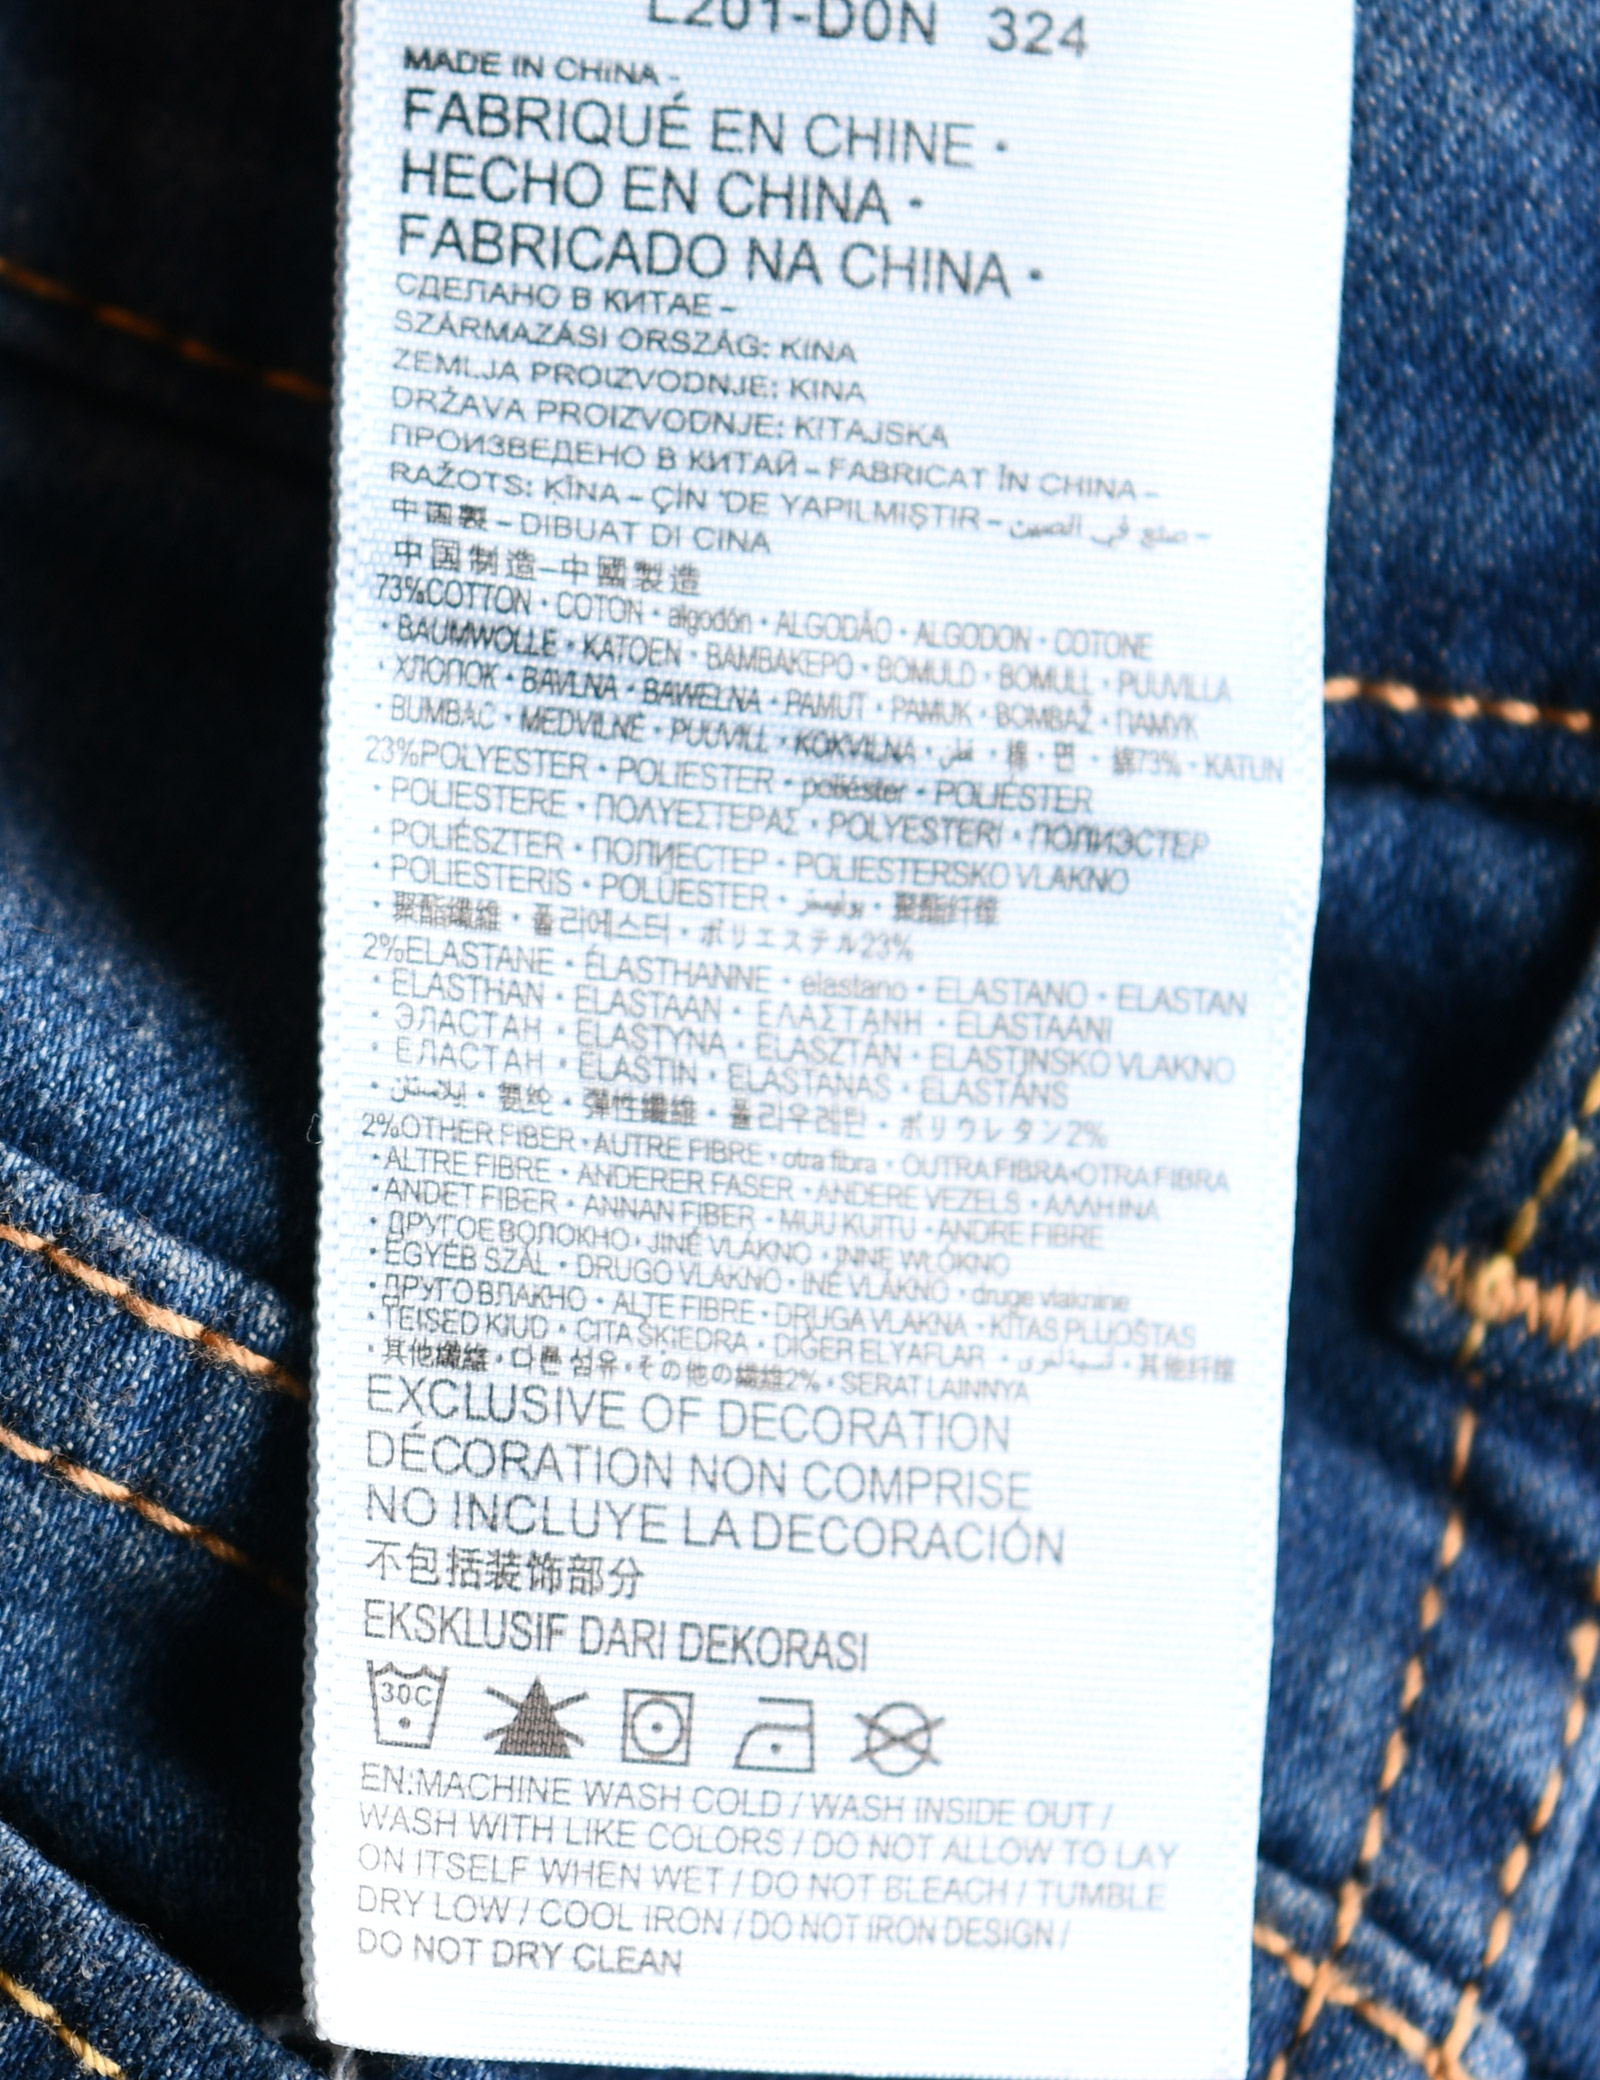 L201-D0N 324
MADE IN CHINA -
FABRIQUÉ EN CHINE •
HECHO EN CHINA •
FABRICADO NA CHINA •
СДЕЛАНО В КИТАЕ –
SZÁRMAZÁSI ORSZÁG: KÍNA
ZEMLJA PROIZVODNJE: KINA
DRŽAVA PROIZVODNJE: KITAJSKA
ПРОИЗВЕДЕНО В КИТАЙ – FABRICAT ÎN CHINA –
RAŽOTS: ĶĪNA – ÇİN 'DE YAPILMIŞTIR – صنع في الصين –
中国製 – DIBUAT DI CINA
中国制造–中國製造
73%COTTON • COTON • algodón • ALGODÃO • ALGODON • COTONE
• BAUMWOLLE • KATOEN • ΒΑΜΒΑΚΕΡΟ • BOMULD • BOMULL • PUUVILLA
• ХЛОПОК • BAVLNA • BAWEŁNA • PAMUT • PAMUK • BOMBAŽ • ПАМУК
• BUMBAC • MEDVILNĖ • PUUVILL • KOKVILNA • قطن • 棉 • 면 • 綿73% • KATUN
23%POLYESTER • POLIESTER • poliéster • POLIÉSTER
• POLIESTERE • ΠΟΛΥΕΣΤΕΡΑΣ • POLYESTERI • ПОЛИЭСТЕР
• POLIÉSZTER • ПОЛИЕСТЕР • POLIESTERSKO VLAKNO
• POLIESTERIS • POLÜESTER • بوليستر • 聚酯纤维
• 聚酯纖維 • 폴리에스터 • ポリエステル23%
2%ELASTANE • ÉLASTHANNE • elastano • ELASTANO • ELASTAN
• ELASTHAN • ELASTAAN • ΕΛΑΣΤΑΝΗ • ELASTAANI
• ЭЛАСТАН • ELASTYNA • ELASZTÁN • ELASTINSKO VLAKNO
• ЕЛАСТАН • ELASTIN • ELASTANAS • ELASTĀNS
• إيلاستين • 氨纶 • 彈性纖維 • 폴리우레탄 • ポリウレタン2%
2%OTHER FIBER • AUTRE FIBRE • otra fibra • OUTRA FIBRA•OTRA FIBRA
• ALTRE FIBRE • ANDERER FASER • ANDERE VEZELS • ΑΛΛΗ ΙΝΑ
• ANDET FIBER • ANNAN FIBER • MUU KUITU • ANDRE FIBRE
• ДРУГОЕ ВОЛОКНО • JINÉ VLÁKNO • INNE WŁÓKNO
• EGYÉB SZÁL • DRUGO VLAKNO • INÉ VLÁKNO • druge vlaknine
• ДРУГО ВЛАКНО • ALTE FIBRE • DRUGA VLAKNA • KITAS PLUOŠTAS
• TEISED KIUD • CITA ŠĶIEDRA • DİĞER ELYAFLAR • 其他纤维
• 其他纖維 • 다른 섬유 • その他の繊維2% • SERAT LAINNYA
EXCLUSIVE OF DECORATION
DÉCORATION NON COMPRISE
NO INCLUYE LA DECORACIÓN
不包括装饰部分
EKSKLUSIF DARI DEKORASI
30C
EN:MACHINE WASH COLD / WASH INSIDE OUT /
WASH WITH LIKE COLORS / DO NOT ALLOW TO LAY
ON ITSELF WHEN WET / DO NOT BLEACH / TUMBLE
DRY LOW / COOL IRON / DO NOT IRON DESIGN /
DO NOT DRY CLEAN